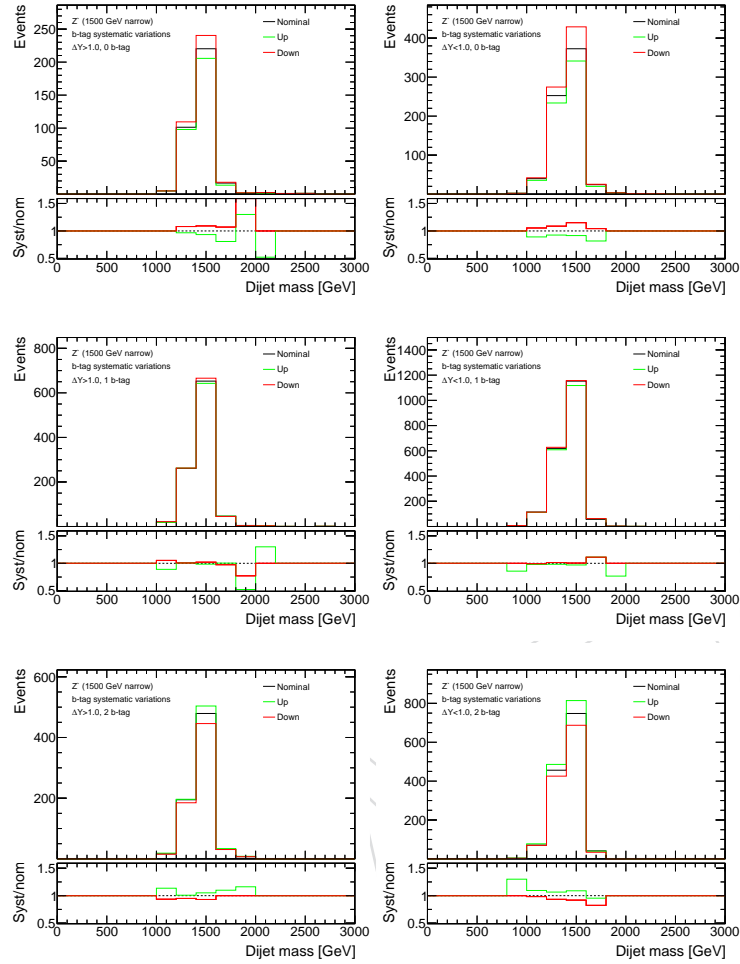 Events
250
200
150
100
50
Z' (1500 GeV narrow)
b-tag systematic variations
ΔY>1.0, 0 b-tag
Nominal
Up
Down
Syst/nom
1.5
1
0.5
0 500 1000 1500 2000 2500 3000
Dijet mass [GeV]
Events
400
300
200
100
Z' (1500 GeV narrow)
b-tag systematic variations
ΔY<1.0, 0 b-tag
Nominal
Up
Down
Syst/nom
1.5
1
0.5
0 500 1000 1500 2000 2500 3000
Dijet mass [GeV]
Events
800
600
400
200
Z' (1500 GeV narrow)
b-tag systematic variations
ΔY>1.0, 1 b-tag
Nominal
Up
Down
Syst/nom
1.5
1.0
0.5
0 500 1000 1500 2000 2500 3000
Dijet mass [GeV]
Events
1400
1200
1000
800
600
400
200
Z' (1500 GeV narrow)
b-tag systematic variations
ΔY<1.0, 1 b-tag
Nominal
Up
Down
Syst/nom
1.5
1.0
0.5
0 500 1000 1500 2000 2500 3000
Dijet mass [GeV]
Events
600
400
200
Z' (1500 GeV narrow)
b-tag systematic variations
ΔY>1.0, 2 b-tag
Nominal
Up
Down
Syst/nom
1.5
1
0.5
0 500 1000 1500 2000 2500 3000
Dijet mass [GeV]
Events
800
600
400
200
Z' (1500 GeV narrow)
b-tag systematic variations
ΔY<1.0, 2 b-tag
Nominal
Up
Down
Syst/nom
1.5
1
0.5
0 500 1000 1500 2000 2500 3000
Dijet mass [GeV]